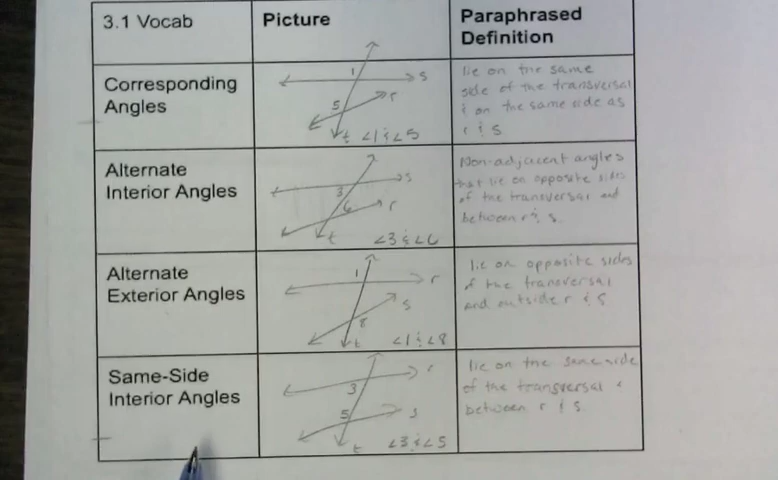 3.1 Vocab
Picture
Paraphrased
Definition
Corresponding
Angles
1
s
5
r
t
∠1 & ∠5
lie on the same
side of the transversal
& on the same side as
r & s
Alternate
Interior Angles
3
s
6
r
t
∠3 & ∠6
Non-adjacent angles
that lie on opposite sides
of the transversal and
between r & s.
Alternate
Exterior Angles
1
r
s
8
t
∠1 & ∠8
lie on opposite sides
of the transversal
and outside r & s
Same-Side
Interior Angles
r
3
5
s
t
∠3 & ∠5
lie on the same side
of the transversal &
between r & s.